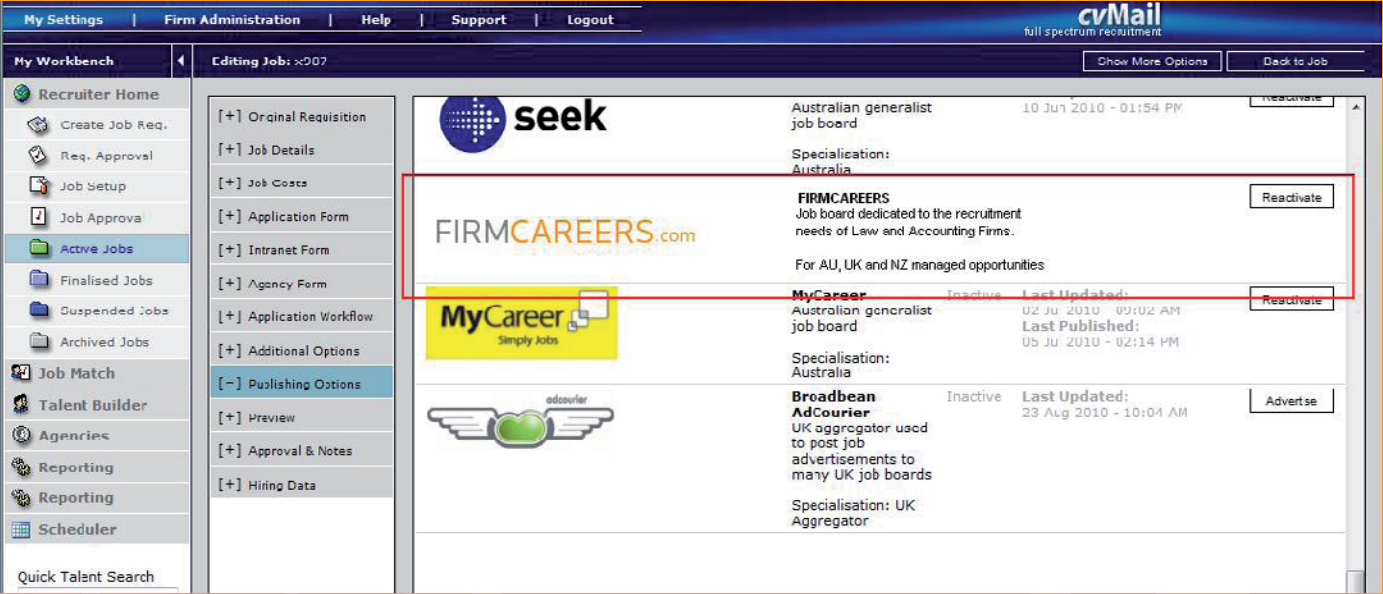 My Settings | Firm Administration | Help | Support | Logout
cvMail
full spectrum recruitment
My Workbench
Editing Job: x907
Show More Options
Back to Job
Recruiter Home
Create Job Req.
Req. Approval
Job Setup
Job Approval
Active Jobs
Finalised Jobs
Suspended Jobs
Archived Jobs
Job Match
Talent Builder
Agencies
Reporting
Reporting
Scheduler
Quick Talent Search
[+] Original Requisition
[+] Job Details
[+] Job Costs
[+] Application Form
[+] Intranet Form
[+] Agency Form
[+] Application Workflow
[+] Additional Options
[−] Publishing Options
[+] Preview
[+] Approval & Notes
[+] Hiring Data
seek
Australian generalist
job board
Specialisation:
Australia
10 Jun 2010 - 01:54 PM
Reactivate
FIRMCAREERS.com
FIRMCAREERS
Job board dedicated to the recruitment
needs of Law and Accounting Firms.
For AU, UK and NZ managed opportunities
Reactivate
MyCareer
Simply Jobs
MyCareer
Australian generalist
job board
Specialisation:
Australia
Inactive
Last Updated:
02 Jul 2010 - 09:02 AM
Last Published:
05 Jul 2010 - 02:14 PM
Reactivate
adcourier
Broadbean
AdCourier
UK aggregator used
to post job
advertisements to
many UK job boards
Specialisation: UK
Aggregator
Inactive
Last Updated:
23 Aug 2010 - 10:04 AM
Advertise